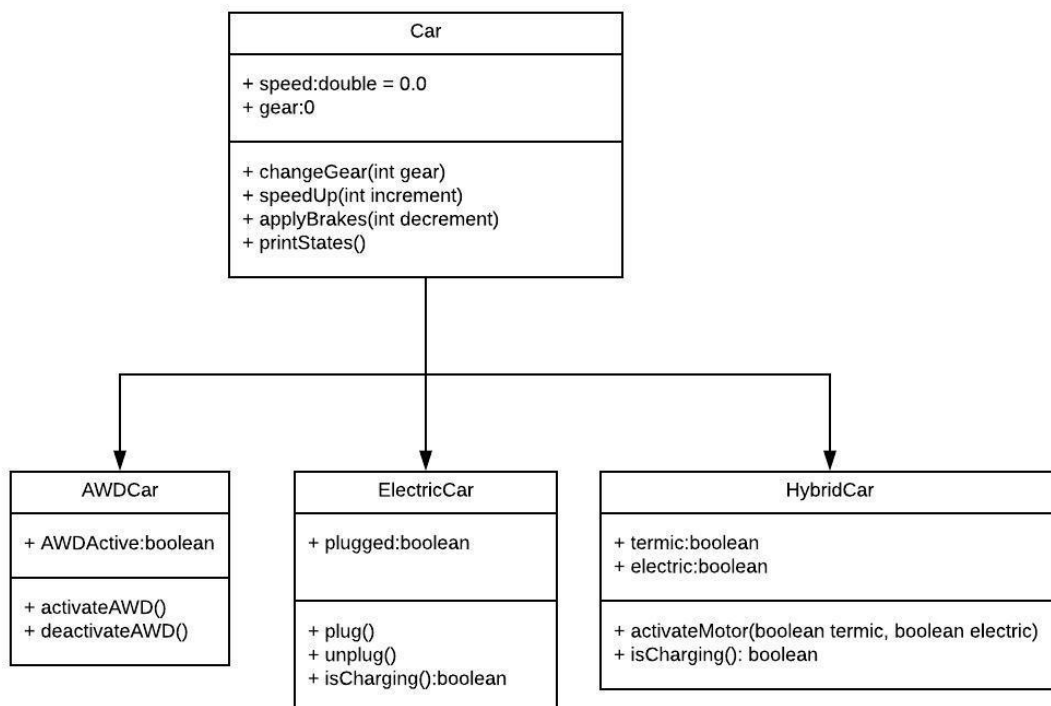 Car
+ speed:double = 0.0
+ gear:0
+ changeGear(int gear)
+ speedUp(int increment)
+ applyBrakes(int decrement)
+ printStates()
AWDCar
+ AWDActive:boolean
+ activateAWD()
+ deactivateAWD()
ElectricCar
+ plugged:boolean
+ plug()
+ unplug()
+ isCharging():boolean
HybridCar
+ termic:boolean
+ electric:boolean
+ activateMotor(boolean termic, boolean electric)
+ isCharging(): boolean